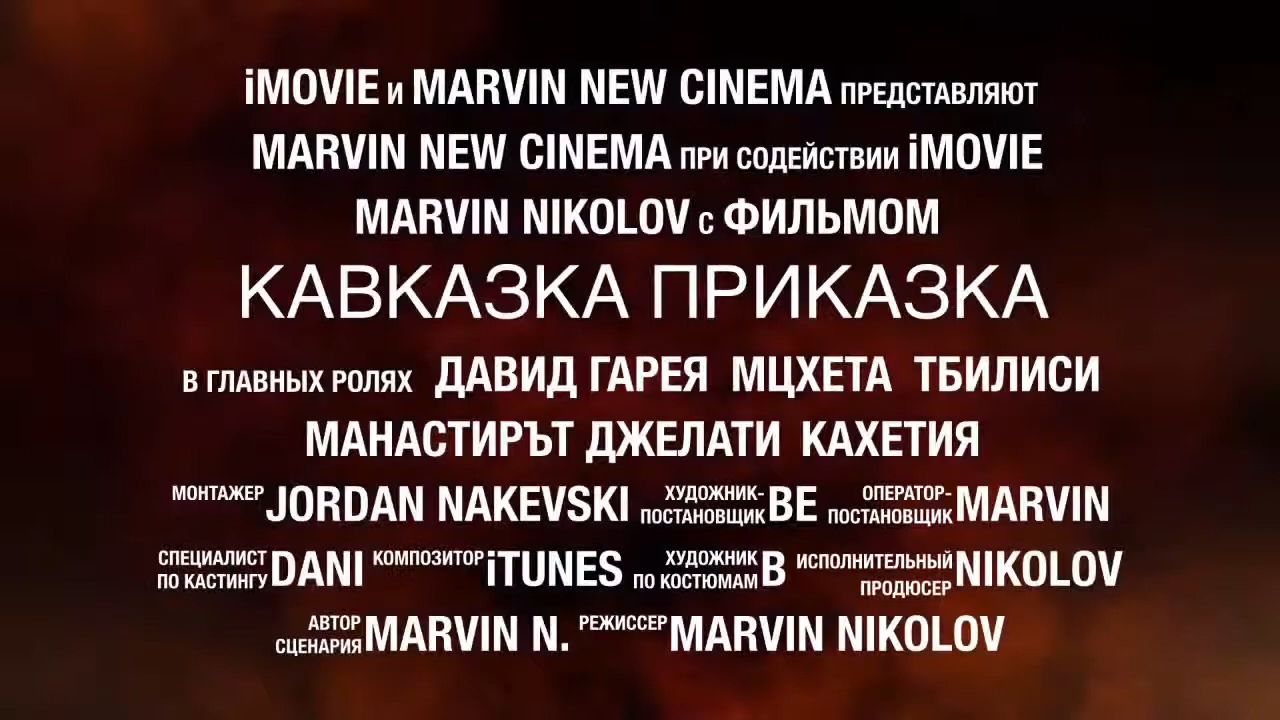 iMOVIE и MARVIN NEW CINEMA ПРЕДСТАВЛЯЮТ
MARVIN NEW CINEMA ПРИ СОДЕЙСТВИИ iMOVIE
MARVIN NIKOLOV с ФИЛЬМОМ
КАВКАЗКА ПРИКАЗКА
В ГЛАВНЫХ РОЛЯХ ДАВИД ГАРЕЯ МЦХЕТА ТБИЛИСИ
МАНАСТИРЪТ ДЖЕЛАТИ КАХЕТИЯ
МОНТАЖЕР JORDAN NAKEVSKI ХУДОЖНИК-ПОСТАНОВЩИК BE ОПЕРАТОР-ПОСТАНОВЩИК MARVIN
СПЕЦИАЛИСТ ПО КАСТИНГУ DANI КОМПОЗИТОР iTUNES ХУДОЖНИК ПО КОСТЮМАМ B ИСПОЛНИТЕЛЬНЫЙ ПРОДЮСЕР NIKOLOV
АВТОР СЦЕНАРИЯ MARVIN N. РЕЖИССЕР MARVIN NIKOLOV